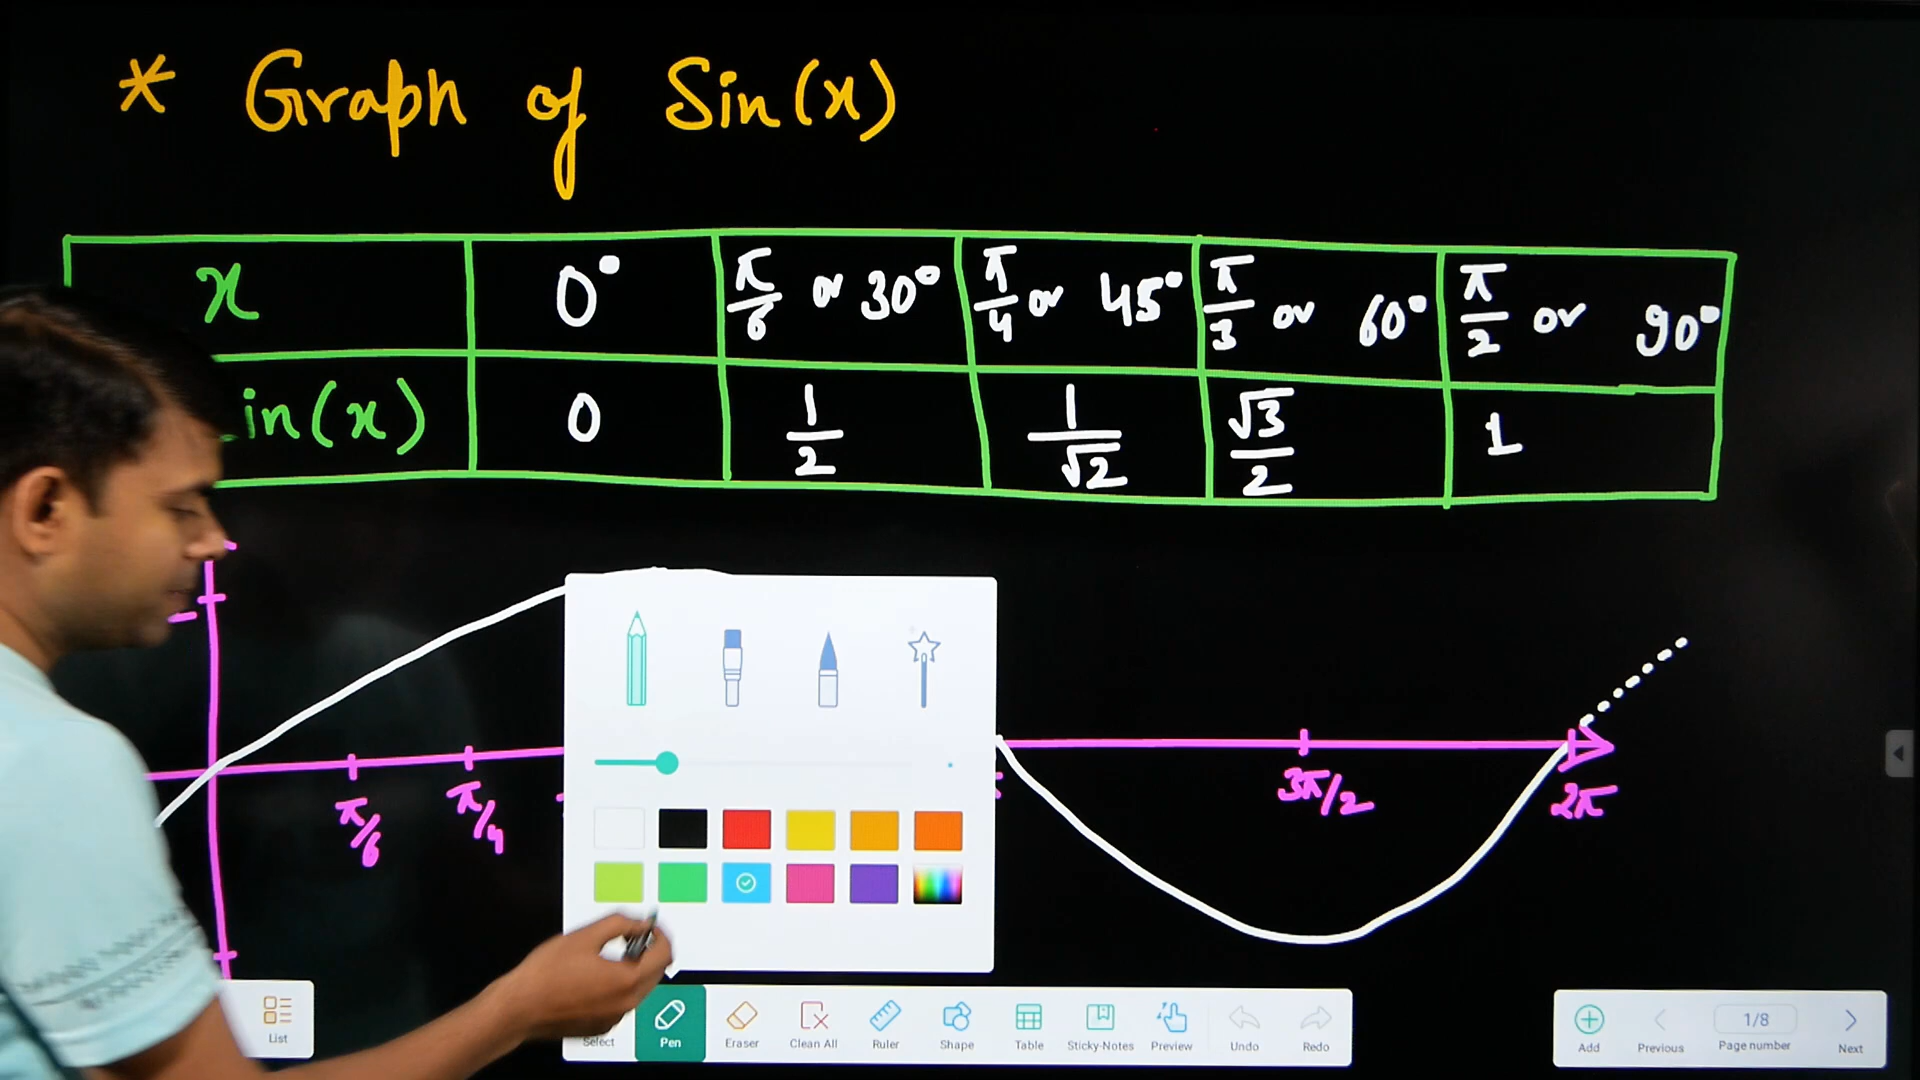 * Graph of Sin(x)
x 0° π/6 or 30° π/4 or 45° π/3 or 60° π/2 or 90°
in(x) 0 1/2 1/√2 √3/2 1
π/6 π/4 3π/2 2π
List Select Pen Eraser Clean All Ruler Shape Table Sticky-Notes Preview Undo Redo Add Previous 1/8 Page number Next